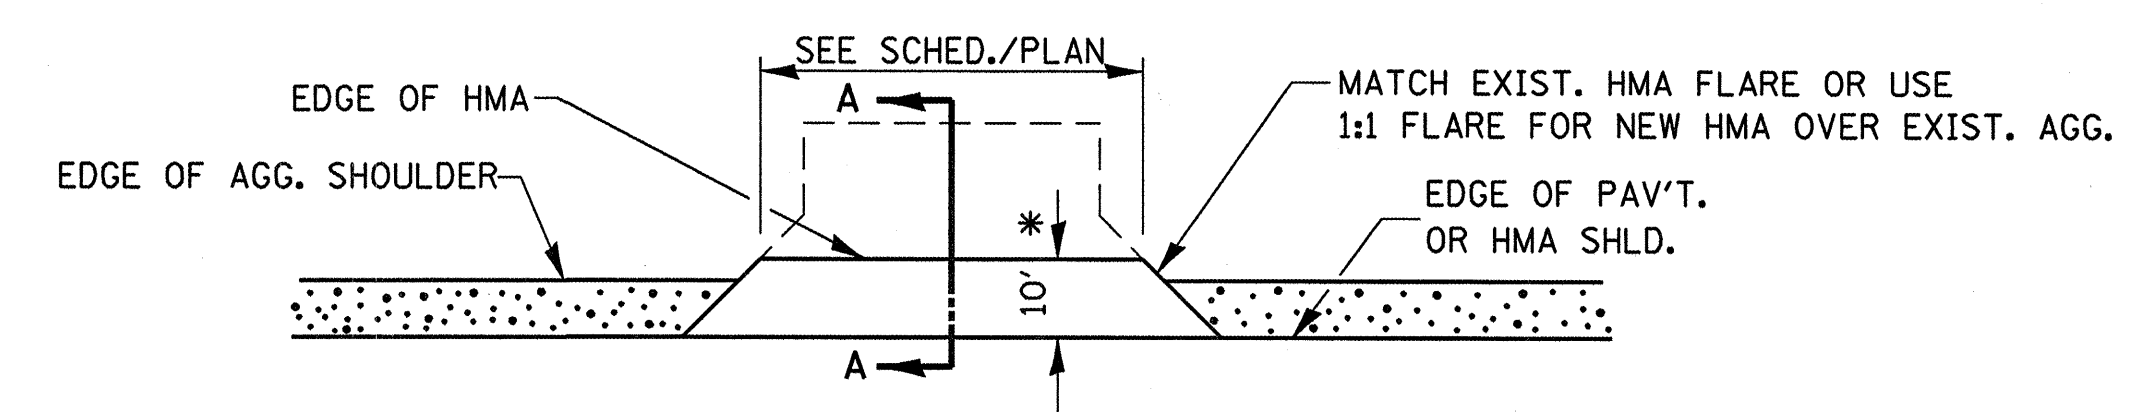 SEE SCHED./PLAN
A
EDGE OF HMA
MATCH EXIST. HMA FLARE OR USE
1:1 FLARE FOR NEW HMA OVER EXIST. AGG.
EDGE OF AGG. SHOULDER
EDGE OF PAV'T.
OR HMA SHLD.
*
10'
A